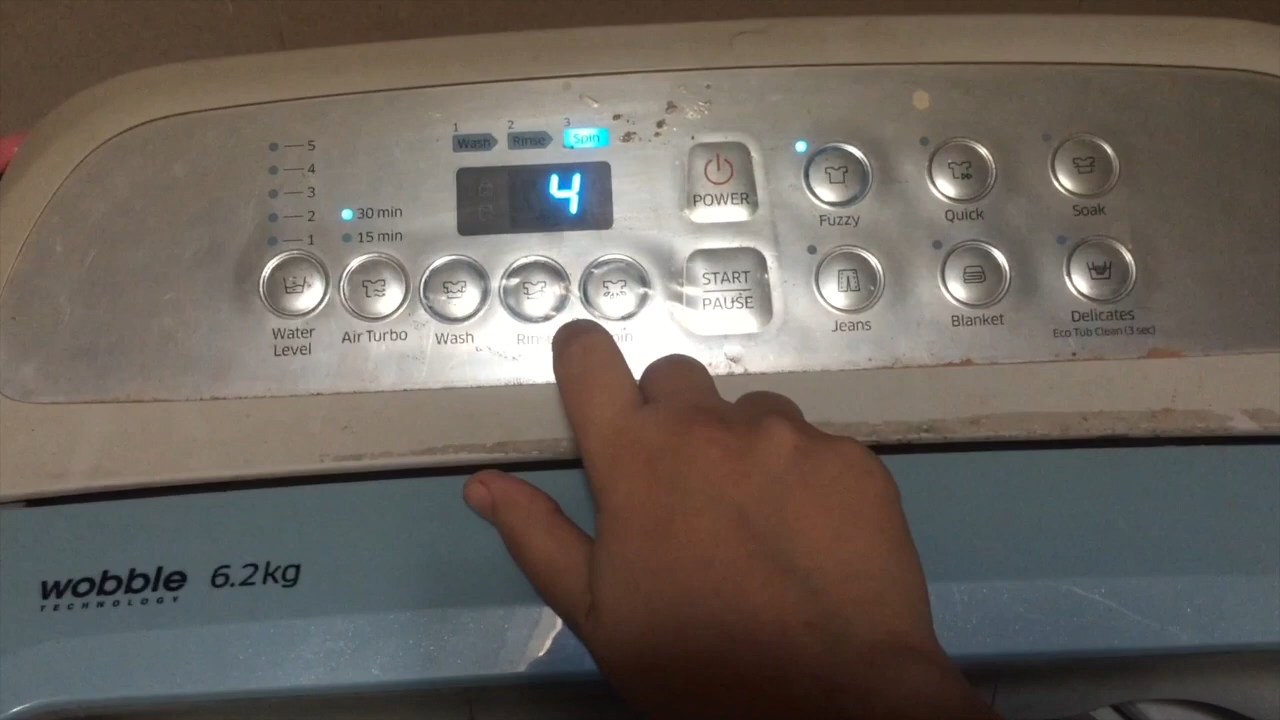 1 2 3
Wash Rinse Spin
5
4
3
2
1
30 min
15 min
4
POWER
START
PAUSE
Water
Level
Air Turbo
Wash
Fuzzy
Quick
Soak
Jeans
Blanket
Delicates
Eco Tub Clean (3 sec)
wobble 6.2kg
TECHNOLOGY